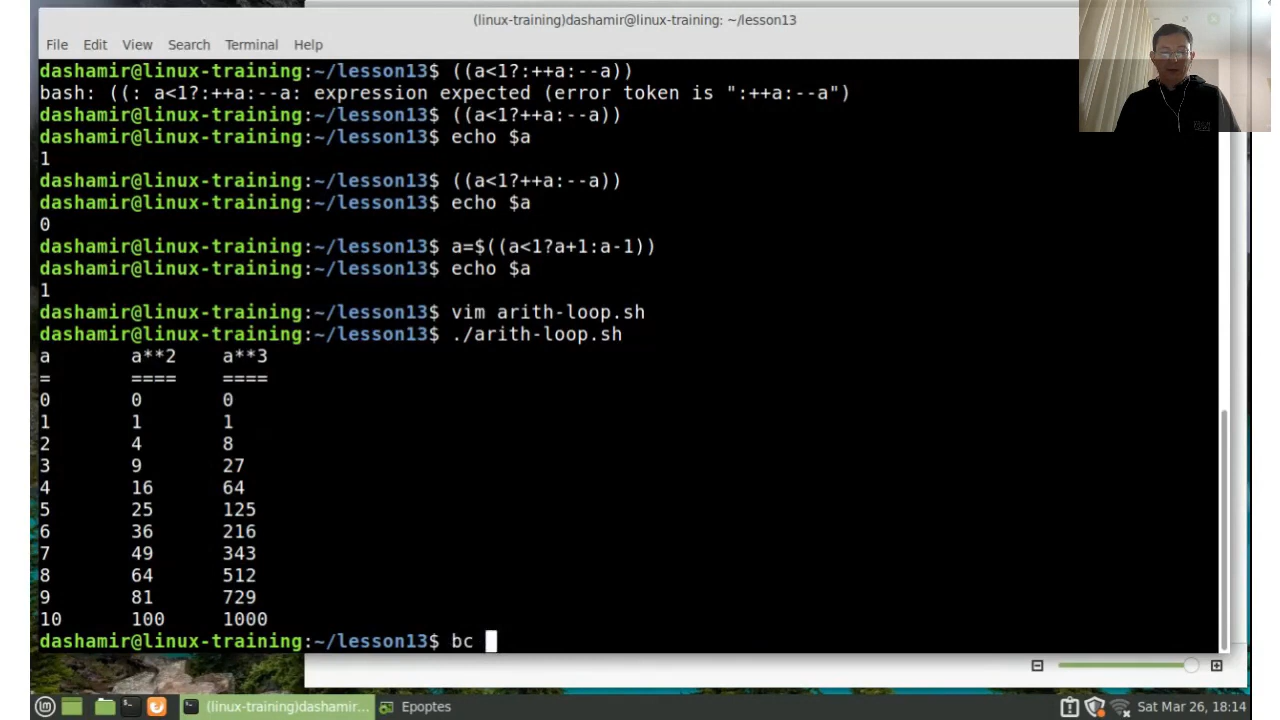 (linux-training)dashamir@linux-training: ~/lesson13
File Edit View Search Terminal Help
dashamir@linux-training:~/lesson13$ ((a<1?:++a:--a))
bash: ((: a<1?:++a:--a: expression expected (error token is ":++a:--a")
dashamir@linux-training:~/lesson13$ ((a<1?++a:--a))
dashamir@linux-training:~/lesson13$ echo $a
1
dashamir@linux-training:~/lesson13$ ((a<1?++a:--a))
dashamir@linux-training:~/lesson13$ echo $a
0
dashamir@linux-training:~/lesson13$ a=$((a<1?a+1:a-1))
dashamir@linux-training:~/lesson13$ echo $a
1
dashamir@linux-training:~/lesson13$ vim arith-loop.sh
dashamir@linux-training:~/lesson13$ ./arith-loop.sh
a a**2 a**3
= ==== ====
0 0 0
1 1 1
2 4 8
3 9 27
4 16 64
5 25 125
6 36 216
7 49 343
8 64 512
9 81 729
10 100 1000
dashamir@linux-training:~/lesson13$ bc
(linux-training)dashamir... Epoptes Sat Mar 26, 18:14